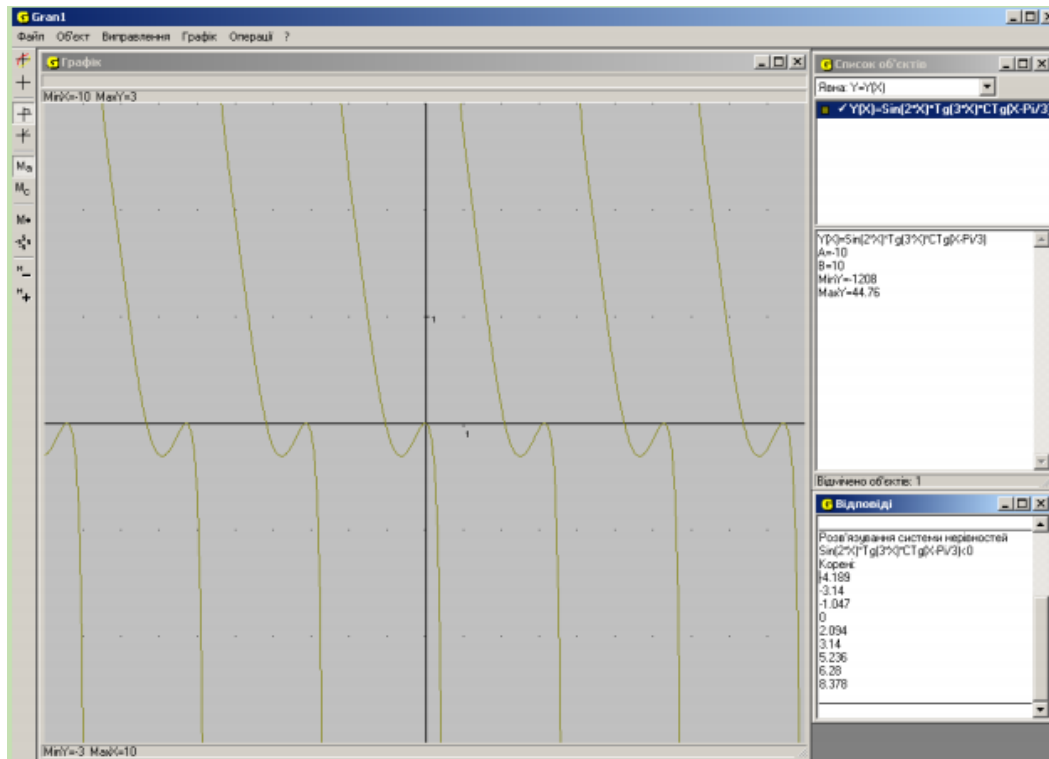 Gran1
Файл Об'єкт Виправлення Графік Операції ?
Графік
MinX=-10 MaxY=3
1
1
MinY=-3 MaxX=10
Список об'єктів
Явна: Y=Y(X)
Y(X)=Sin(2*X)*Tg(3*X)*CTg(X-Pi/3)
Y(X)=Sin(2*X)*Tg(3*X)*CTg(X-Pi/3)
A=-10
B=10
MinY=-1208
MaxY=44.76
Відмічено об'єктів: 1
Відповіді
Розв'язування системи нерівностей
Sin(2*X)*Tg(3*X)*CTg(X-Pi/3)<0
Корені:
-4.189
-3.14
-1.047
0
2.094
3.14
5.236
6.28
8.378